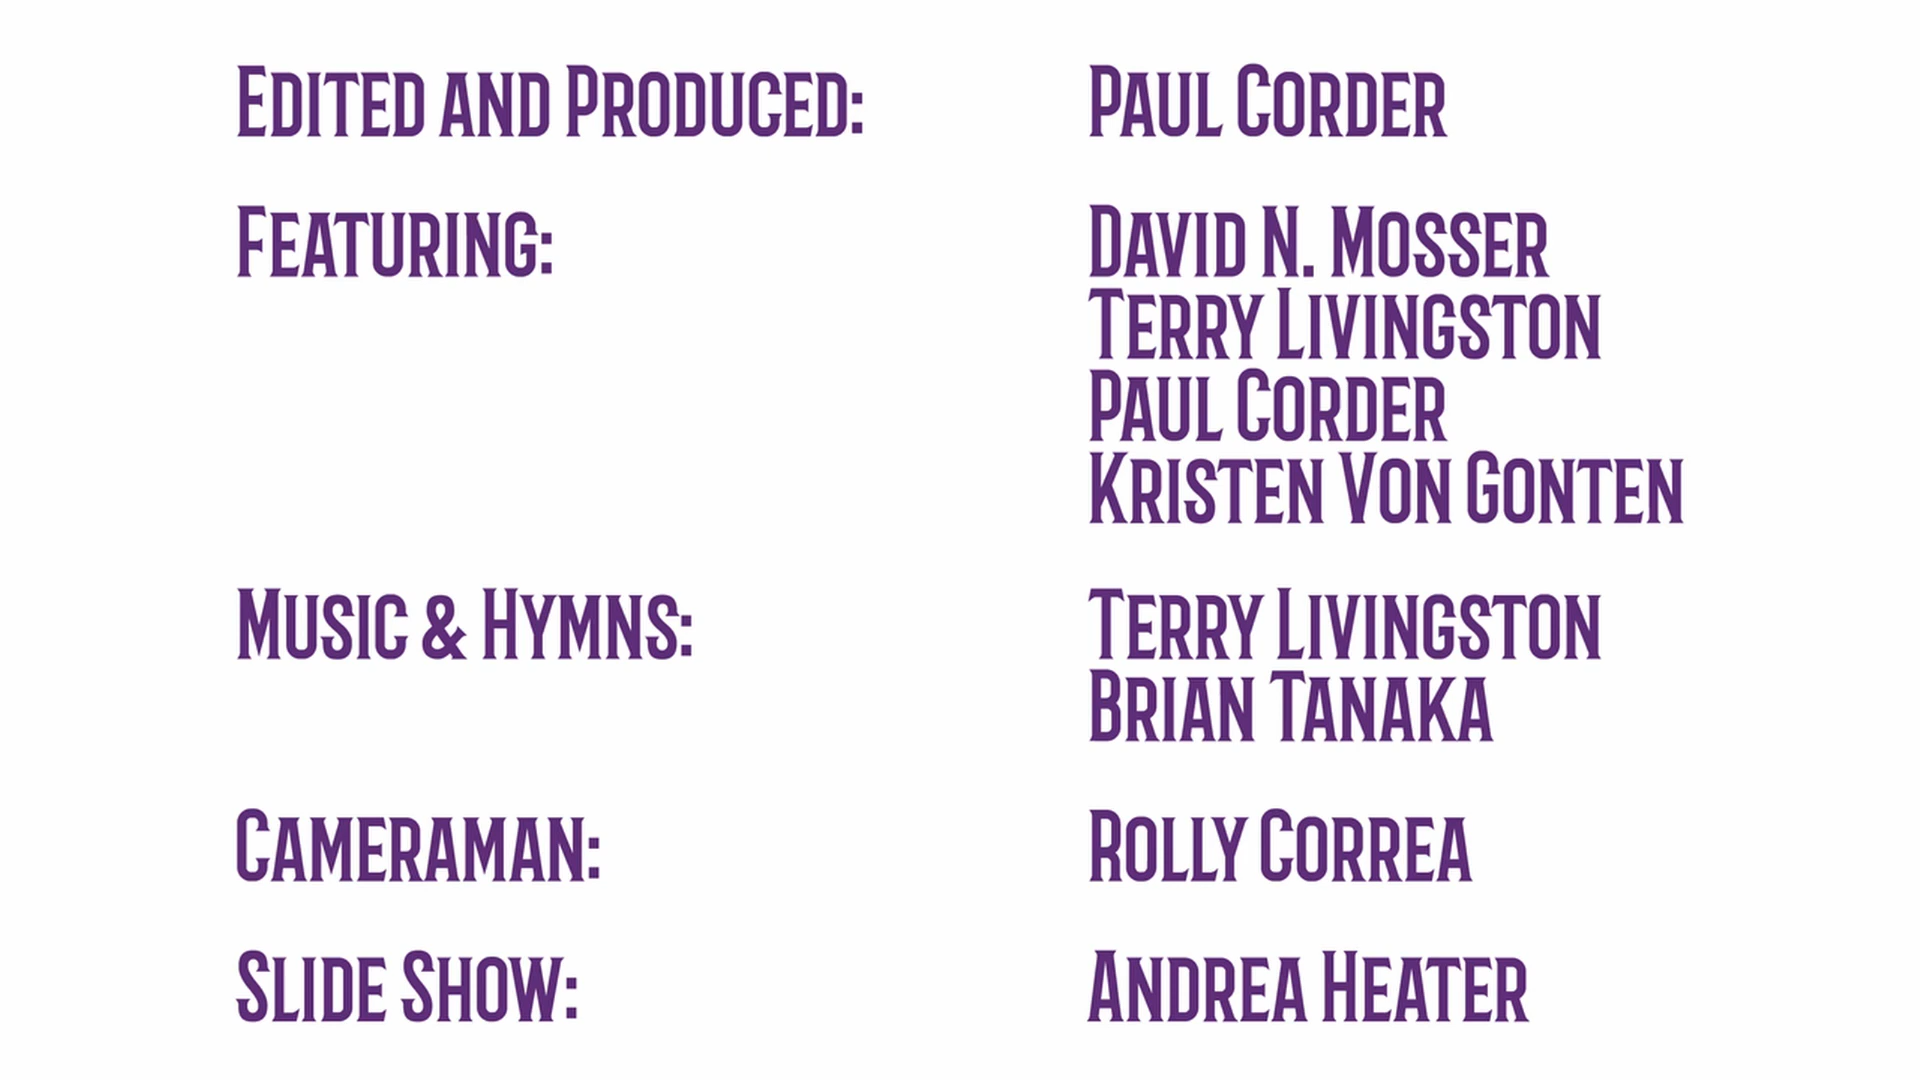 Edited and Produced: Paul Corder
Featuring: David N. Mosser
Terry Livingston
Paul Corder
Kristen Von Gonten
Music & Hymns: Terry Livingston
Brian Tanaka
Cameraman: Rolly Correa
Slide Show: Andrea Heater